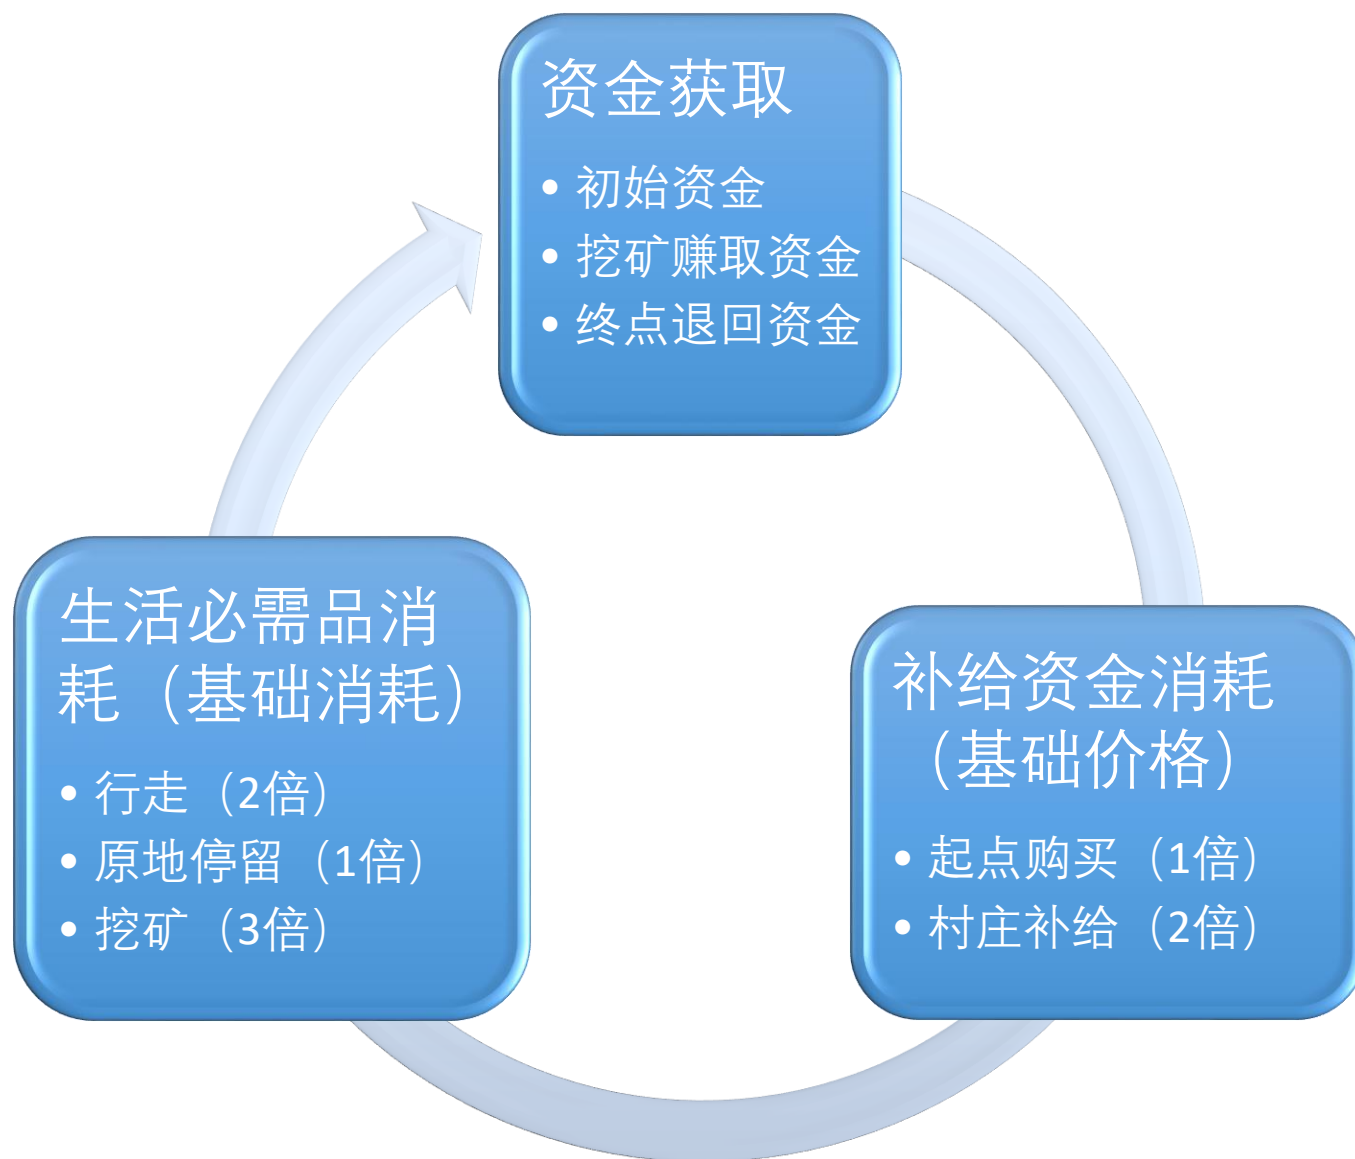 资金获取
• 初始资金
• 挖矿赚取资金
• 终点退回资金
生活必需品消
耗（基础消耗）
• 行走（2倍）
• 原地停留（1倍）
• 挖矿（3倍）
补给资金消耗
（基础价格）
• 起点购买（1倍）
• 村庄补给（2倍）